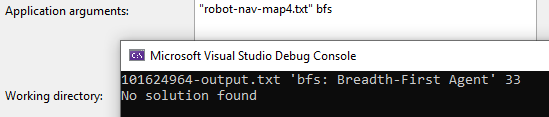 Application arguments:
"robot-nav-map4.txt" bfs
Microsoft Visual Studio Debug Console
101624964-output.txt 'bfs: Breadth-First Agent' 33
No solution found
Working directory: